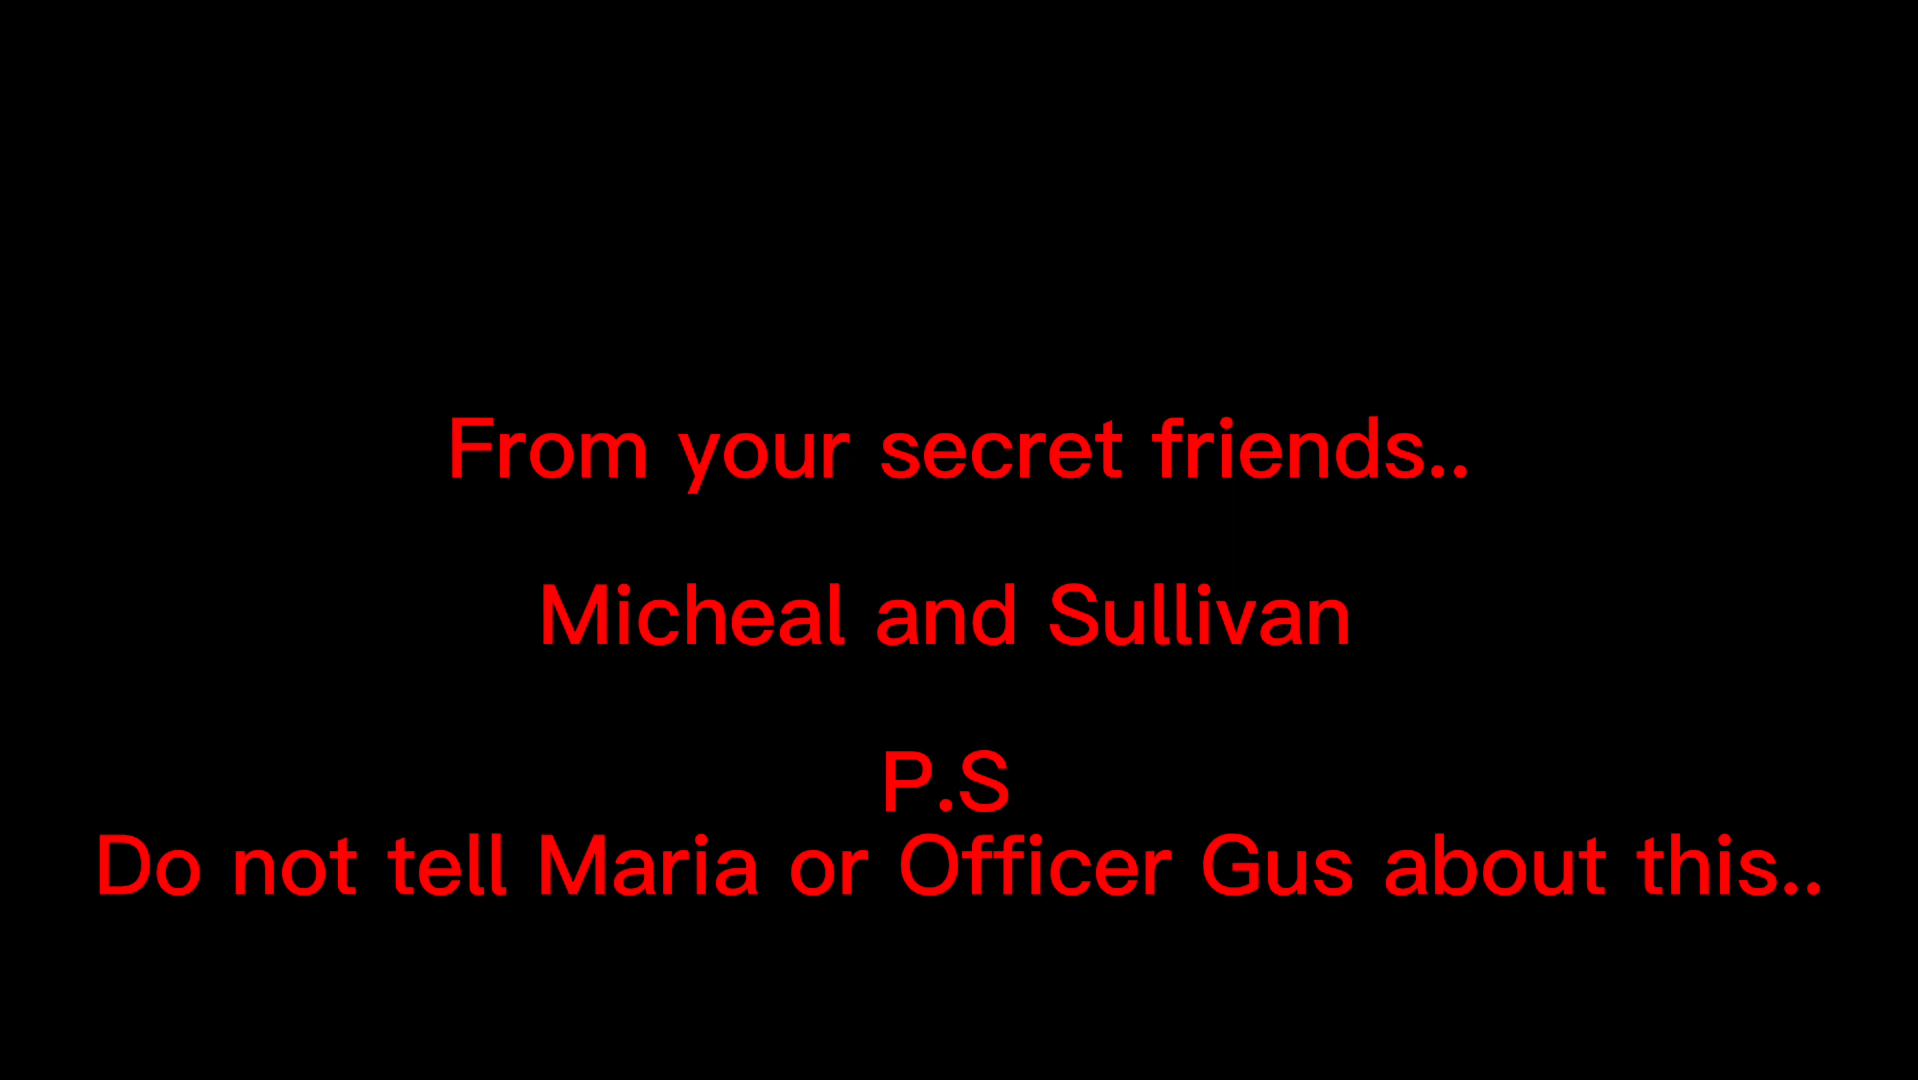 From your secret friends..
Micheal and Sullivan
P.S
Do not tell Maria or Officer Gus about this..